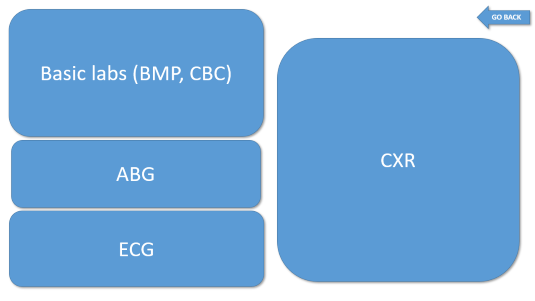 GO BACK
Basic labs (BMP, CBC)
ABG
ECG
CXR